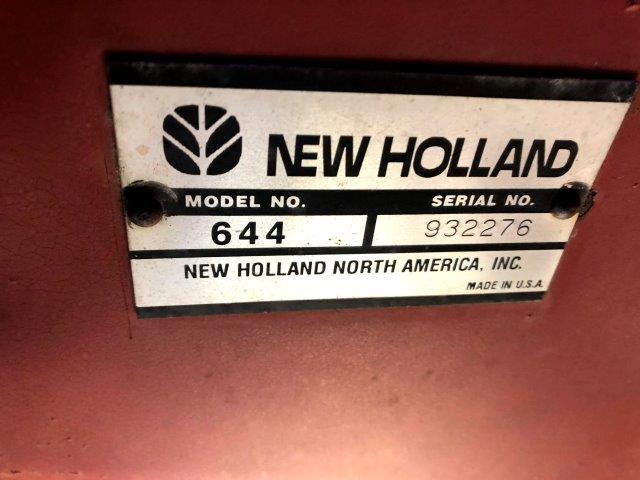 NEW HOLLAND
MODEL NO. SERIAL NO.
644 932276
NEW HOLLAND NORTH AMERICA, INC.
MADE IN U.S.A.